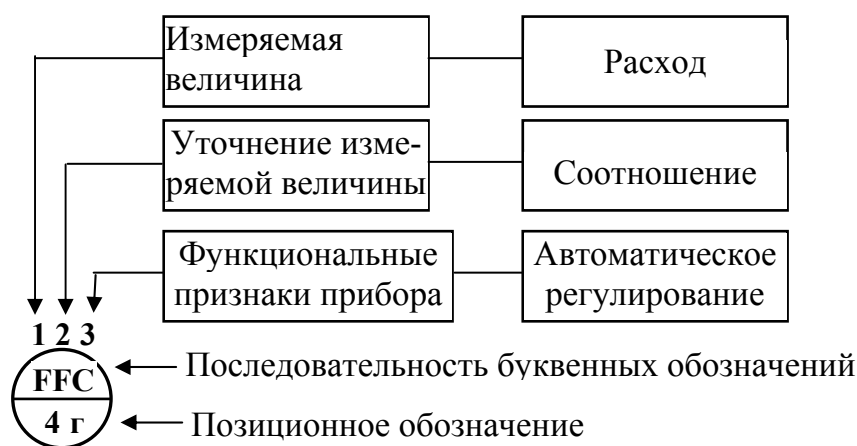 Измеряемая
величина
Расход
Уточнение изме-
ряемой величины
Соотношение
Функциональные
признаки прибора
Автоматическое
регулирование
1 2 3
FFC
Последовательность буквенных обозначений
4 г
Позиционное обозначение